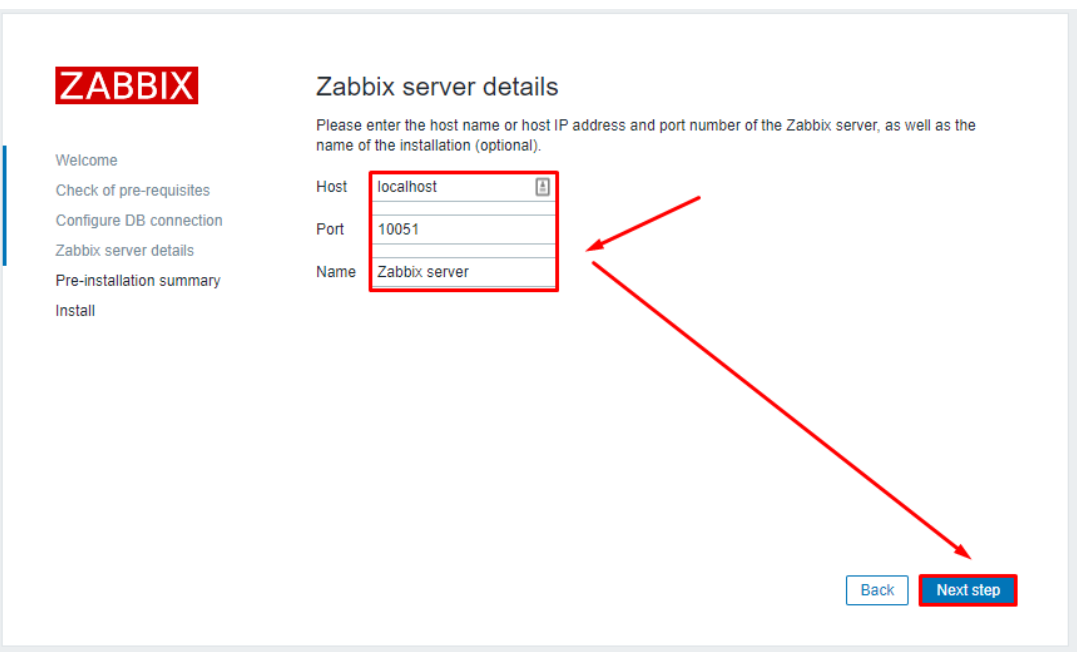 ZABBIX
Welcome
Check of pre-requisites
Configure DB connection
Zabbix server details
Pre-installation summary
Install
Zabbix server details
Please enter the host name or host IP address and port number of the Zabbix server, as well as the
name of the installation (optional).
Host localhost
Port 10051
Name Zabbix server
Back Next step